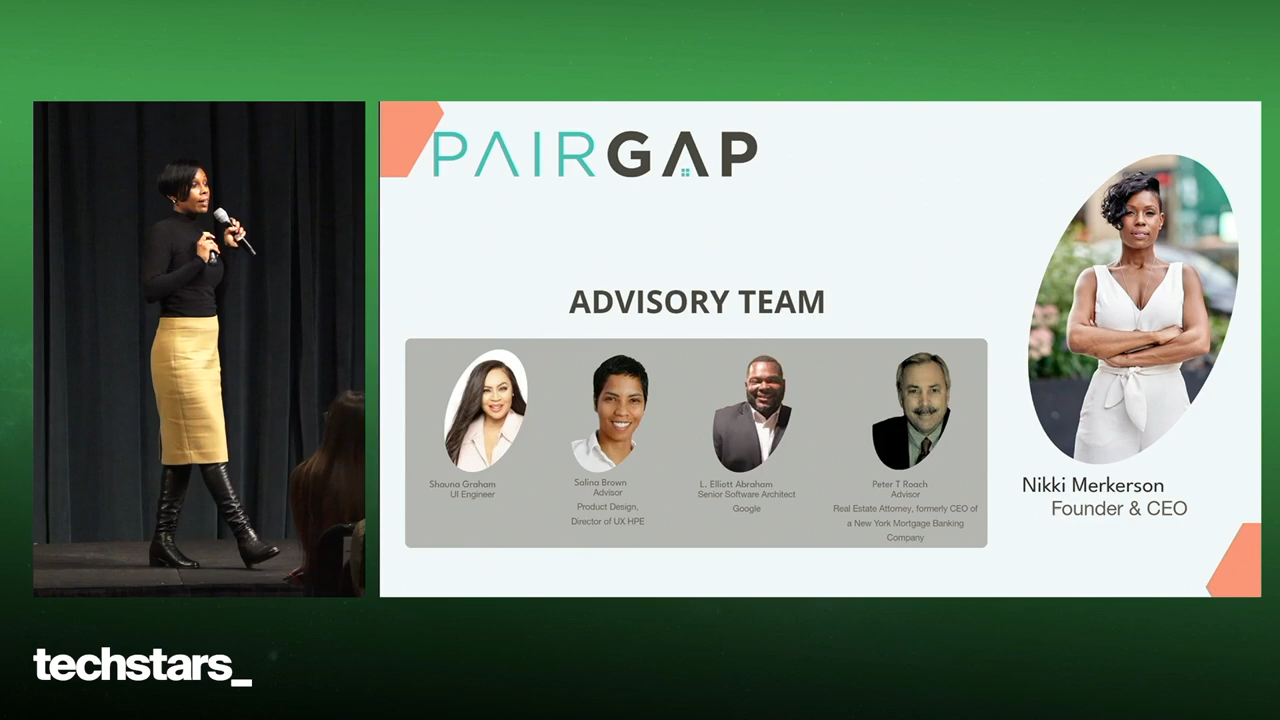 PAIRGAP
ADVISORY TEAM
Shauna Graham
UI Engineer
Salina Brown
Advisor
Product Design,
Director of UX HPE
L. Elliott Abraham
Senior Software Architect
Google
Peter T Roach
Advisor
Real Estate Attorney, formerly CEO of
a New York Mortgage Banking
Company
Nikki Merkerson
Founder & CEO
techstars_